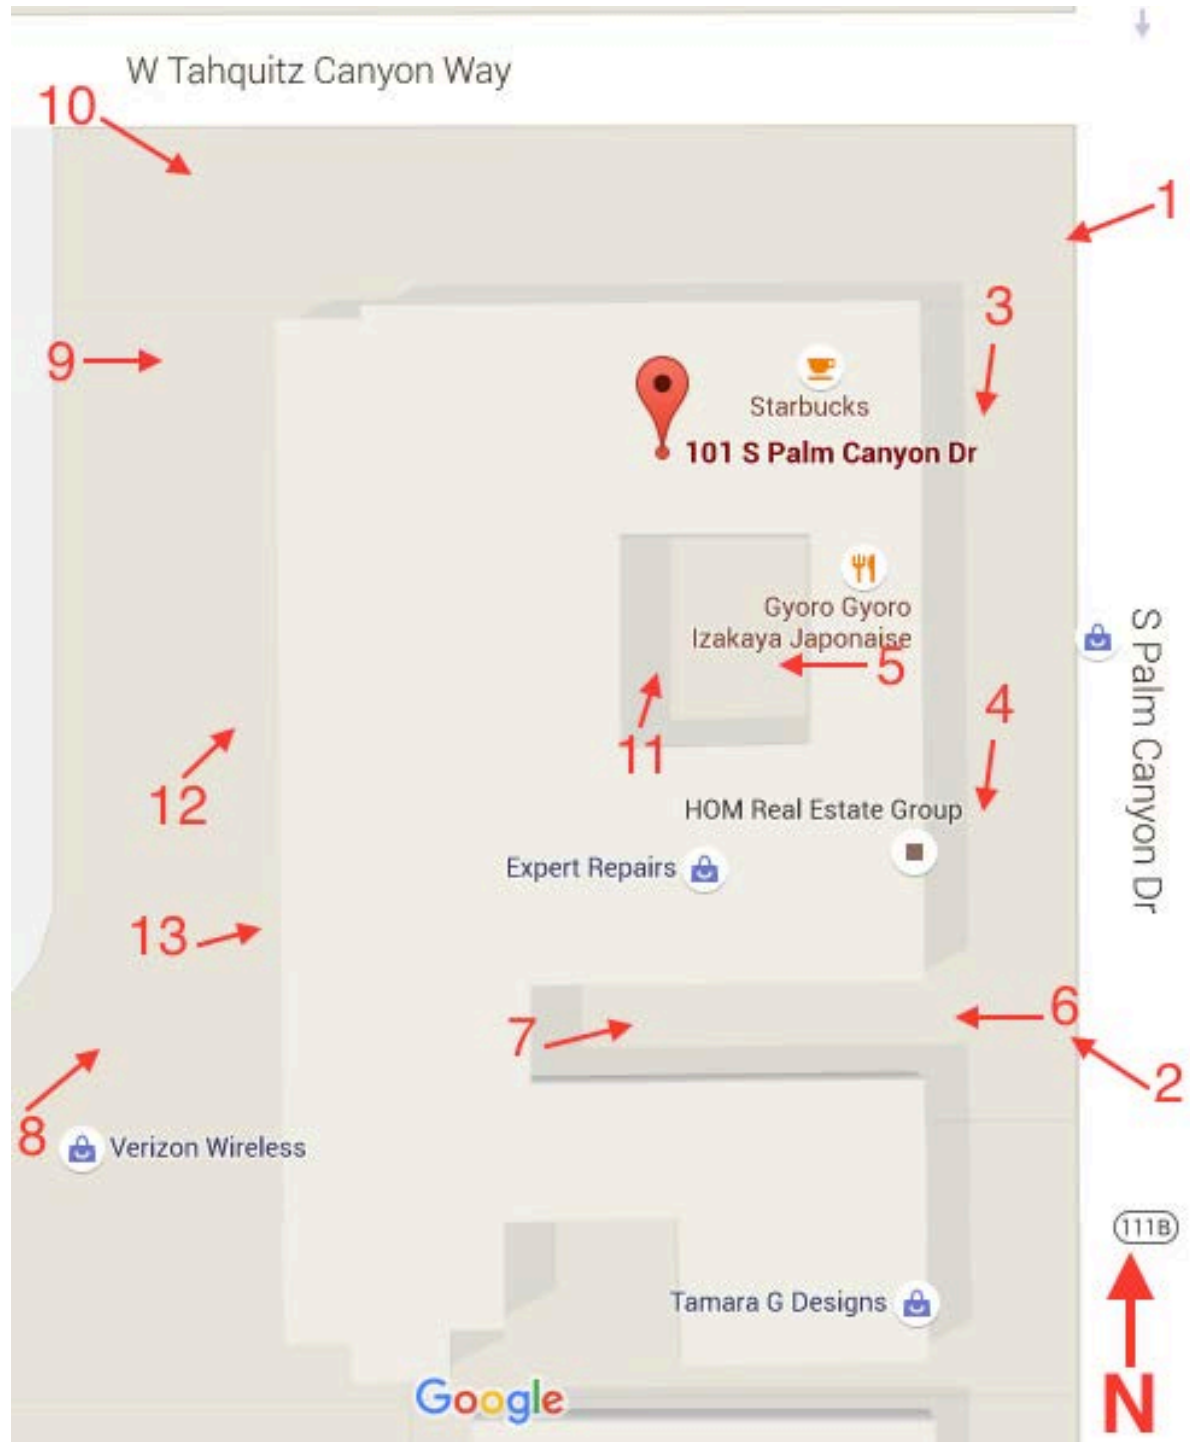 W Tahquitz Canyon Way
10
1
3
9
Starbucks
101 S Palm Canyon Dr
Gyoro Gyoro
Izakaya Japonaise
5
S Palm Canyon Dr
4
11
12
HOM Real Estate Group
Expert Repairs
13
6
7
2
8
Verizon Wireless
111B
Tamara G Designs
Google
N